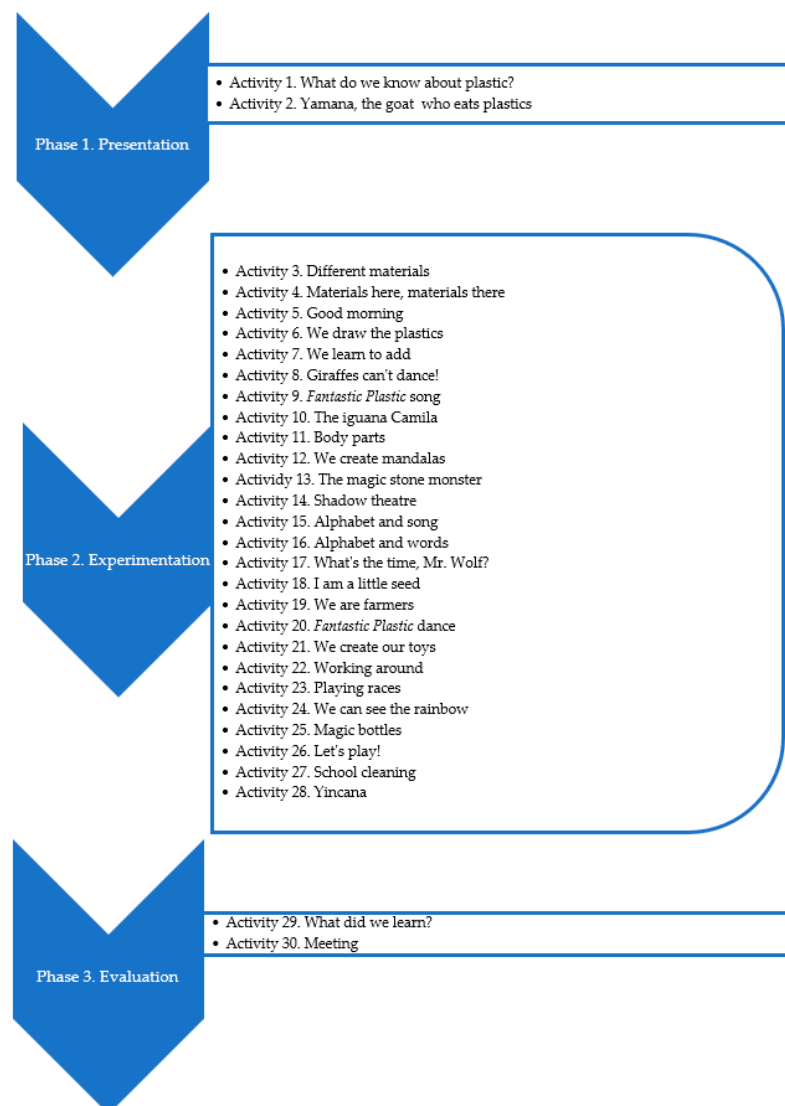 Phase 1. Presentation
• Activity 1. What do we know about plastic?
• Activity 2. Yamana, the goat who eats plastics
Phase 2. Experimentation
• Activity 3. Different materials
• Activity 4. Materials here, materials there
• Activity 5. Good morning
• Activity 6. We draw the plastics
• Activity 7. We learn to add
• Activity 8. Giraffes can't dance!
• Activity 9. Fantastic Plastic song
• Activity 10. The iguana Camila
• Activity 11. Body parts
• Activity 12. We create mandalas
• Actividy 13. The magic stone monster
• Activity 14. Shadow theatre
• Activity 15. Alphabet and song
• Activity 16. Alphabet and words
• Activity 17. What's the time, Mr. Wolf?
• Activity 18. I am a little seed
• Activity 19. We are farmers
• Activity 20. Fantastic Plastic dance
• Activity 21. We create our toys
• Activity 22. Working around
• Activity 23. Playing races
• Activity 24. We can see the rainbow
• Activity 25. Magic bottles
• Activity 26. Let's play!
• Activity 27. School cleaning
• Activity 28. Yincana
Phase 3. Evaluation
• Activity 29. What did we learn?
• Activity 30. Meeting